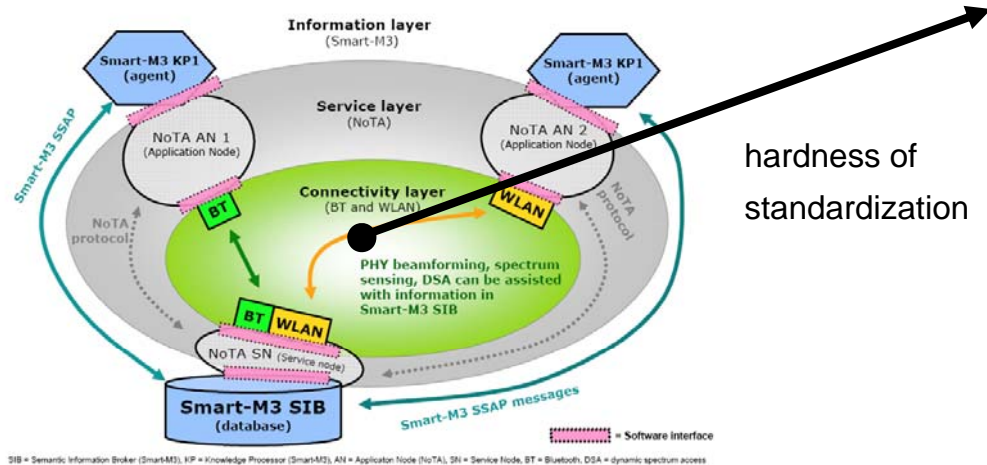 Information layer
(Smart-M3)
Smart-M3 KP1
(agent)
Smart-M3 KP1
(agent)
Service layer
(NoTA)
NoTA AN 1
(Application Node)
NoTA AN 2
(Application Node)
hardness of
standardization
Smart-M3 SSAP
Connectivity layer
(BT and WLAN)
BT
WLAN
NoTA
protocol
NoTA
protocol
PHY beamforming, spectrum
sensing, DSA can be assisted
with information in
Smart-M3 SIB
BT
WLAN
NoTA SN (Service node)
Smart-M3 SIB
(database)
Smart-M3 SSAP messages
= Software interface
SIB = Semantic Information Broker (Smart-M3), KP = Knowledge Processor (Smart-M3), AN = Applicaton Node (NoTA), SN = Service Node, BT = Bluetooth, DSA = dynamic spectrum access